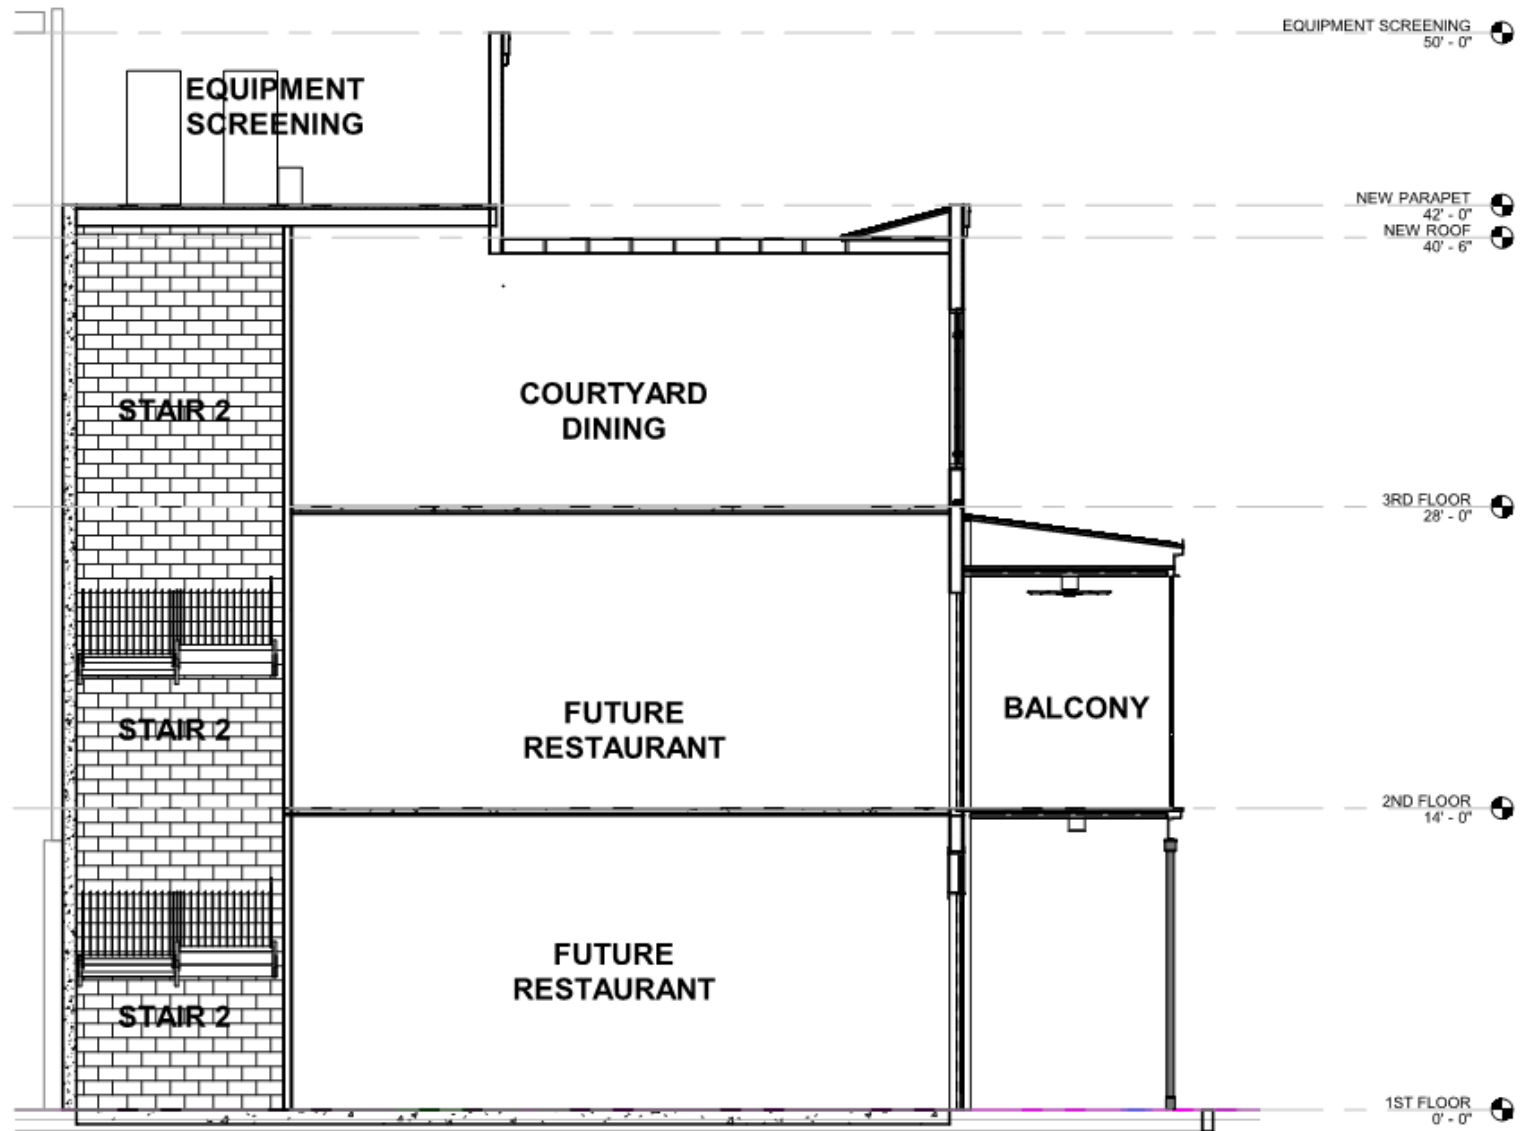 EQUIPMENT SCREENING
50' - 0"
EQUIPMENT
SCREENING
NEW PARAPET
42' - 0"
NEW ROOF
40' - 6"
STAIR 2
COURTYARD
DINING
3RD FLOOR
28' - 0"
STAIR 2
FUTURE
RESTAURANT
BALCONY
2ND FLOOR
14' - 0"
STAIR 2
FUTURE
RESTAURANT
1ST FLOOR
0' - 0"